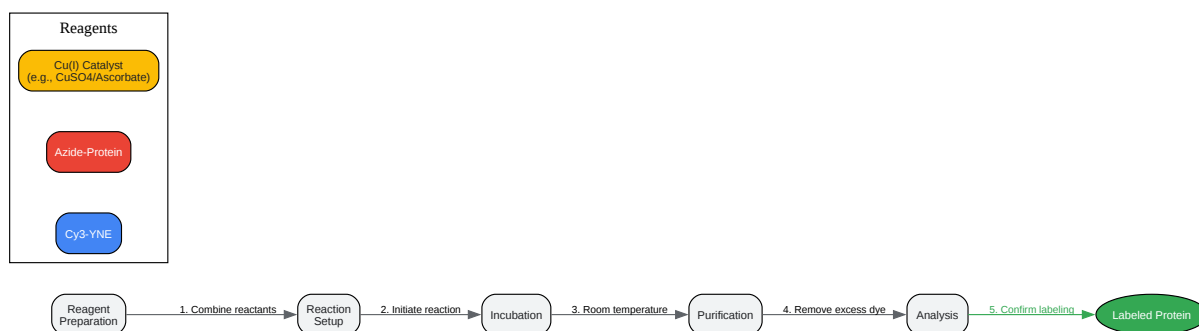 Reagents
Cu(I) Catalyst
(e.g., CuSO4/Ascorbate)
Azide-Protein
Cy3-YNE
Reagent
Preparation
1. Combine reactants
Reaction
Setup
2. Initiate reaction
Incubation
3. Room temperature
Purification
4. Remove excess dye
Analysis
5. Confirm labeling
Labeled Protein